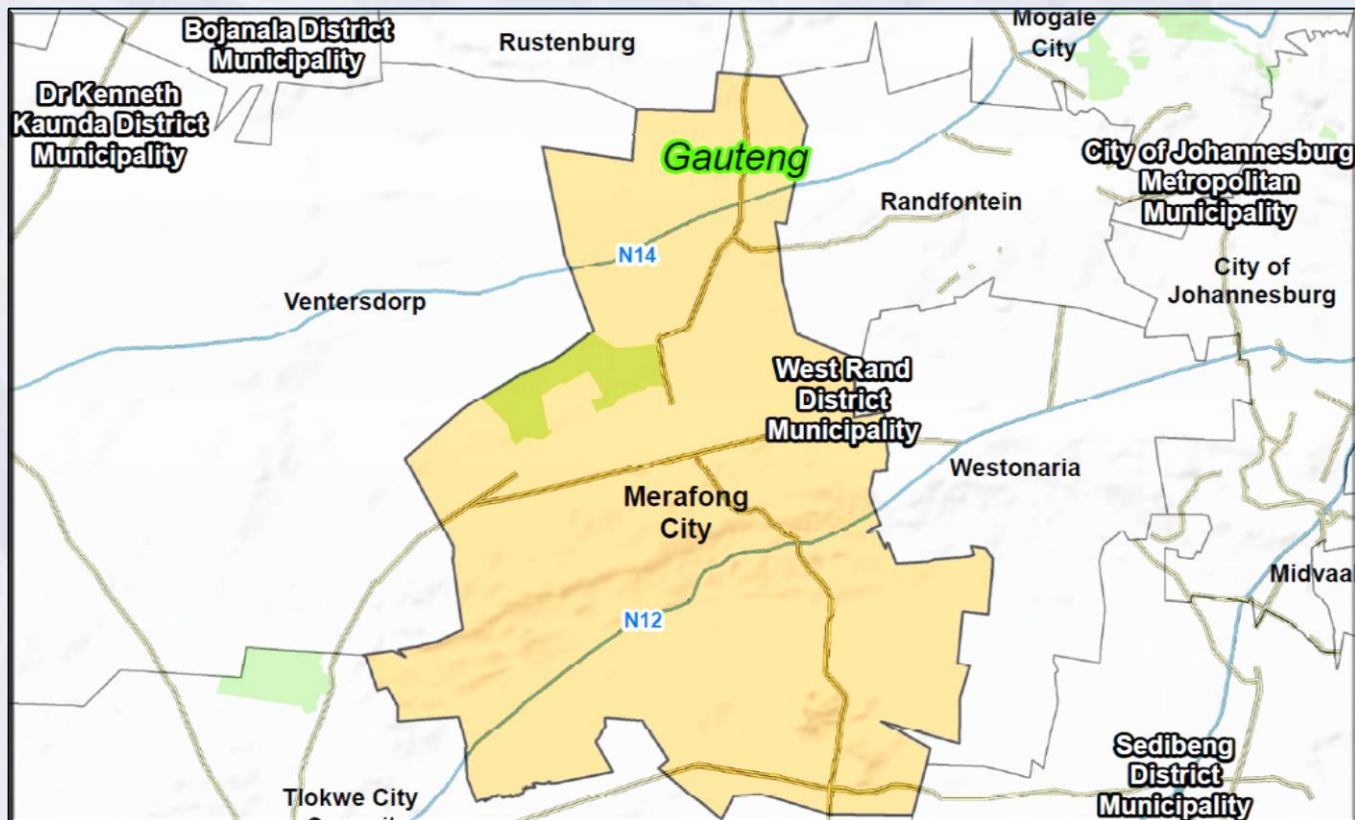 Bojanala District
Municipality
Rustenburg
Mogale
City
Dr Kenneth
Kaunda District
Municipality
Gauteng
City of Johannesburg
Metropolitan
Municipality
Randfontein
N14
Ventersdorp
City of
Johannesburg
West Rand
District
Municipality
Westonaria
Merafong
City
Midvaal
N12
Sedibeng
District
Municipality
Tlokwe City